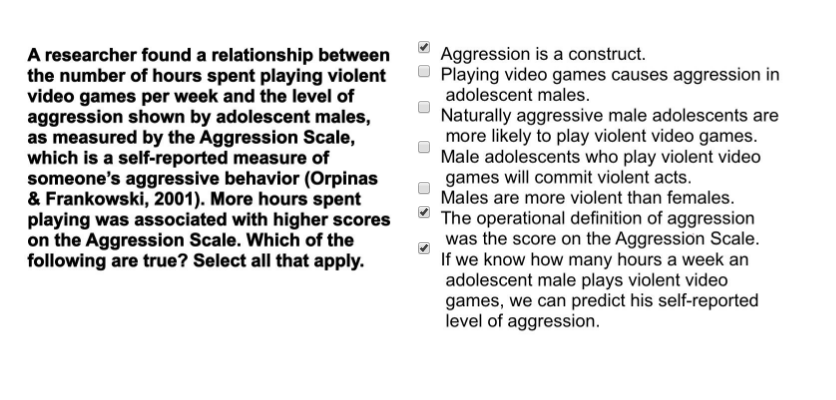 A researcher found a relationship between
the number of hours spent playing violent
video games per week and the level of
aggression shown by adolescent males,
as measured by the Aggression Scale,
which is a self-reported measure of
someone's aggressive behavior (Orpinas
& Frankowski, 2001). More hours spent
playing was associated with higher scores
on the Aggression Scale. Which of the
following are true? Select all that apply.
Aggression is a construct.
Playing video games causes aggression in
adolescent males.
Naturally aggressive male adolescents are
more likely to play violent video games.
Male adolescents who play violent video
games will commit violent acts.
Males are more violent than females.
The operational definition of aggression
was the score on the Aggression Scale.
If we know how many hours a week an
adolescent male plays violent video
games, we can predict his self-reported
level of aggression.